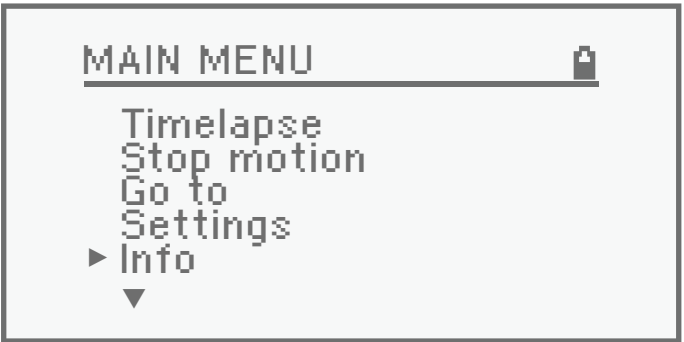 MAIN MENU
Timelapse
Stop motion
Go to
Settings
Info